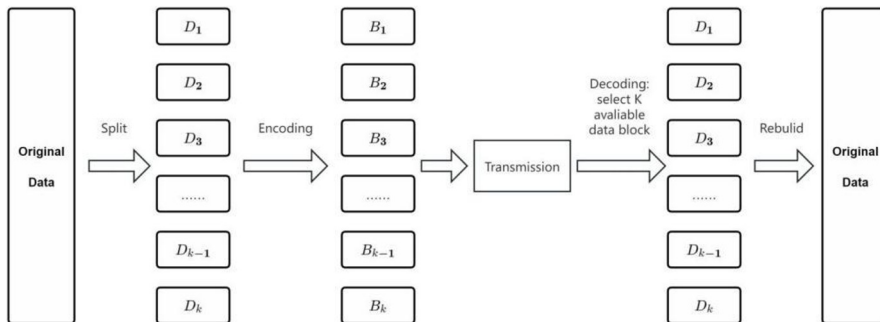 Original
Data
Split
D₁
D₂
D₃
......
Dₖ₋₁
Dₖ
Encoding
B₁
B₂
B₃
......
Bₖ₋₁
Bₖ
Transmission
Decoding:
select K
avaliable
data block
D₁
D₂
D₃
......
Dₖ₋₁
Dₖ
Rebulid
Original
Data